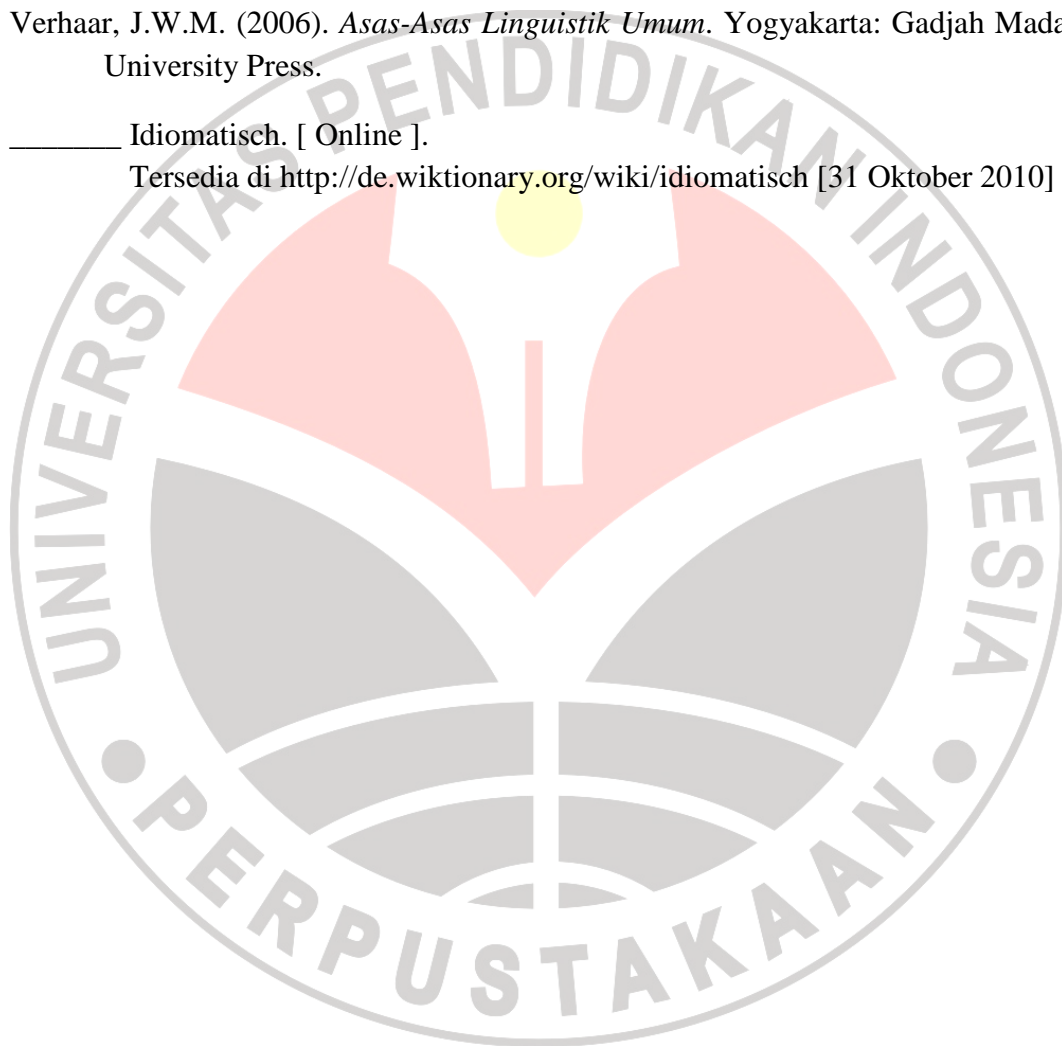 Verhaar, J.W.M. (2006). Asas-Asas Linguistik Umum. Yogyakarta: Gadjah Mada
University Press.
_______ Idiomatisch. [ Online ].
Tersedia di http://de.wiktionary.org/wiki/idiomatisch [31 Oktober 2010]
UNIVERSITAS PENDIDIKAN INDONESIA
PERPUSTAKAAN